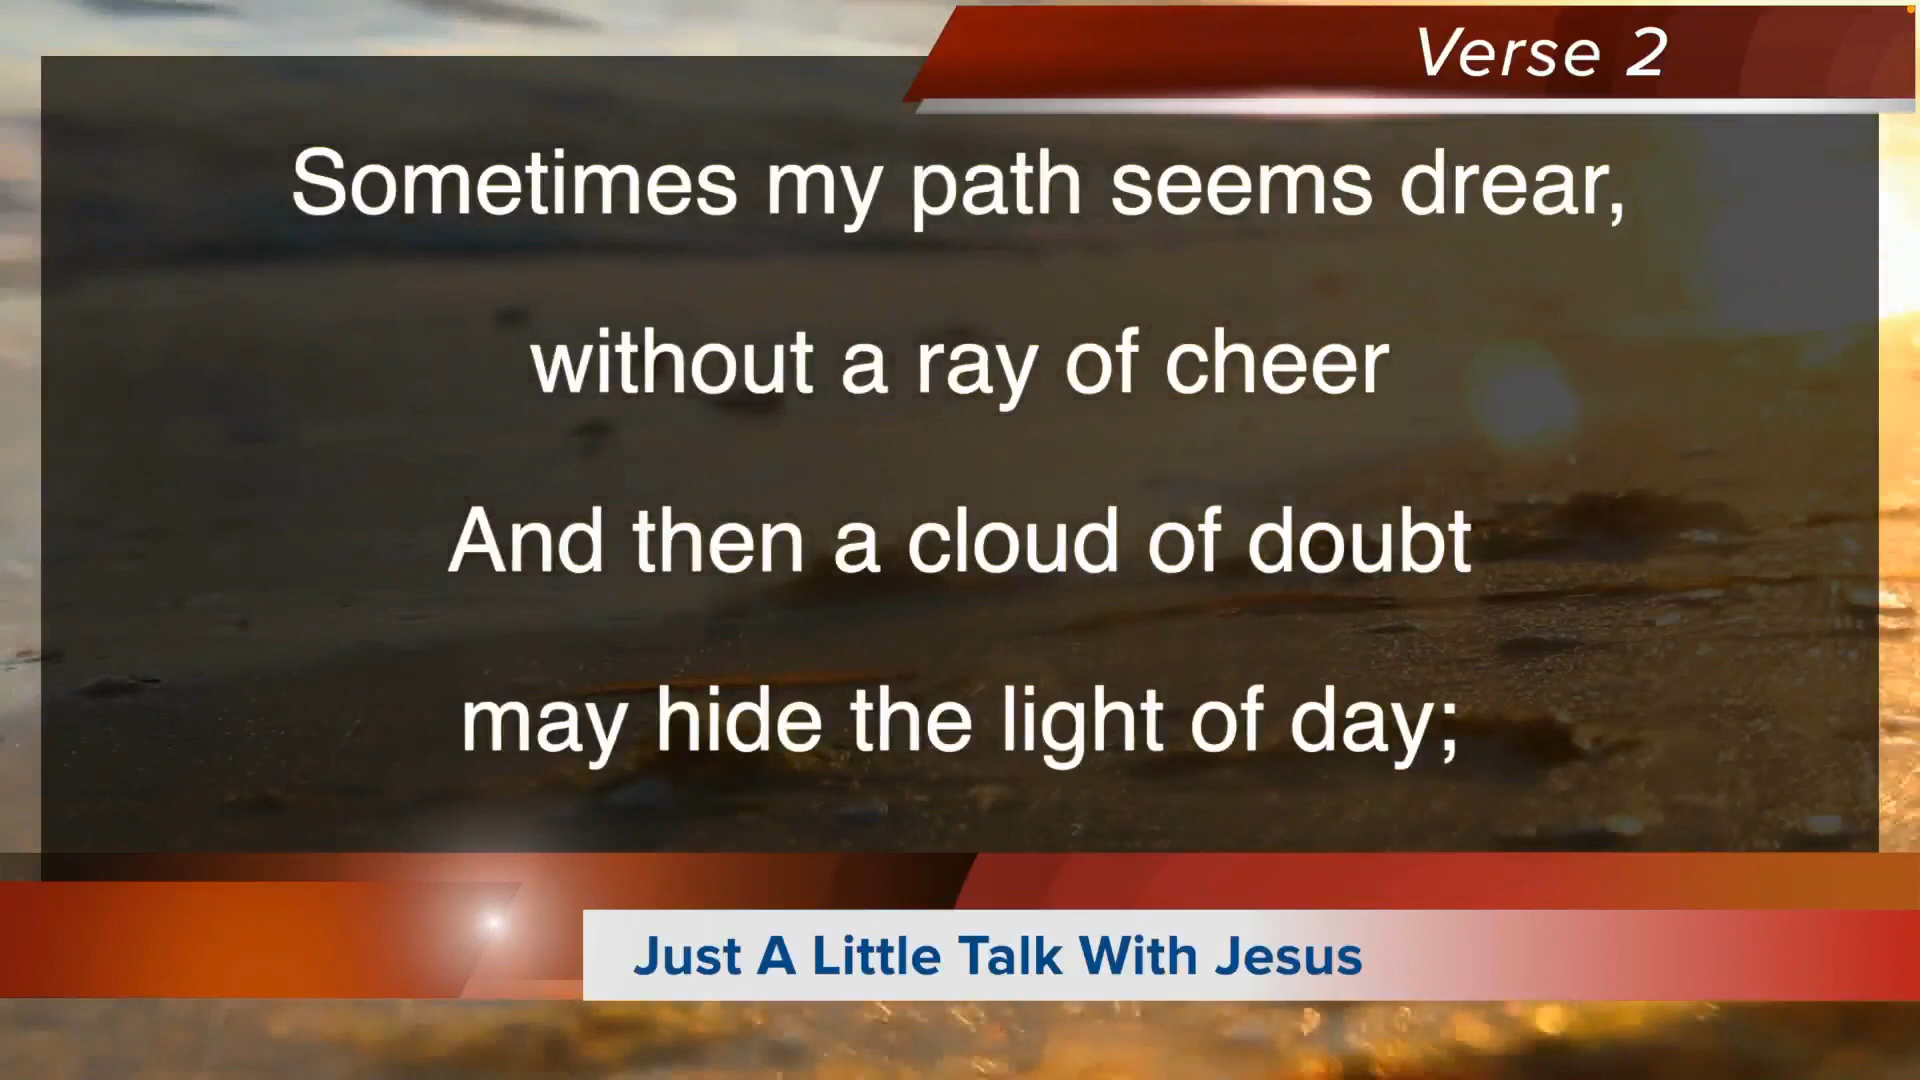 Verse 2
Sometimes my path seems drear,
without a ray of cheer
And then a cloud of doubt
may hide the light of day;
Just A Little Talk With Jesus